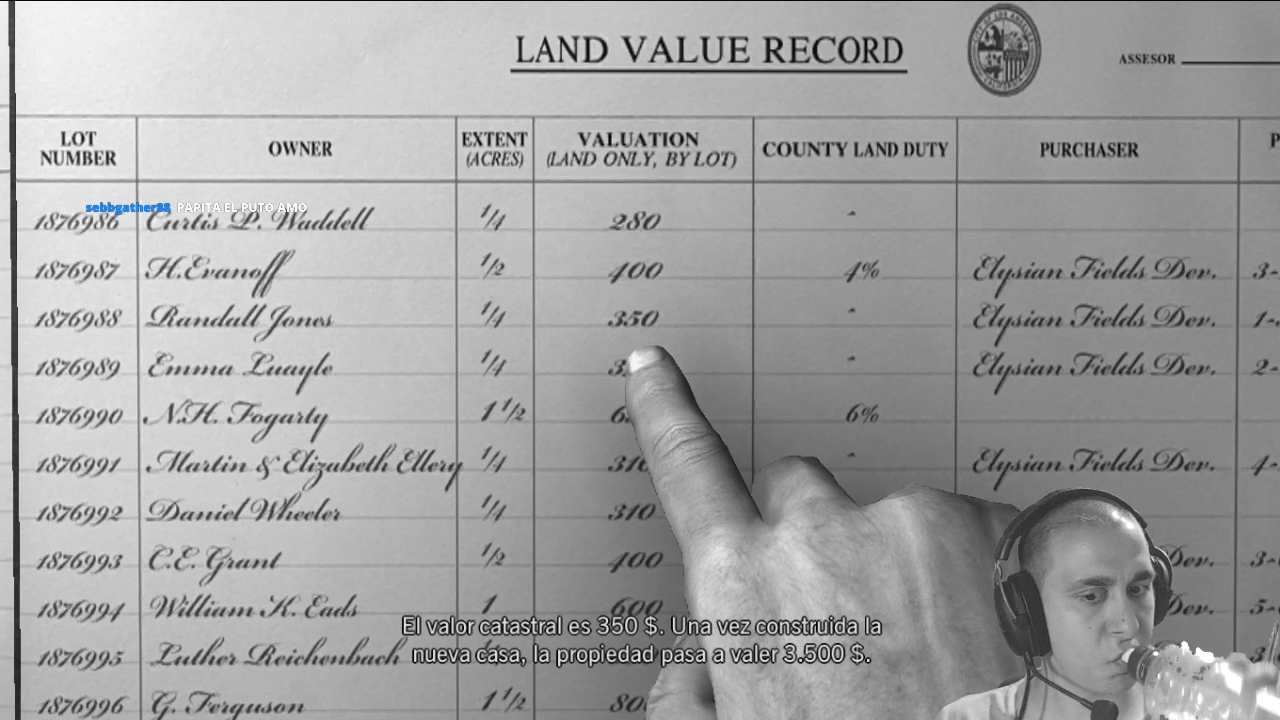 LAND VALUE RECORD
ASSESSOR
LOT NUMBER OWNER EXTENT (ACRES) VALUATION (LAND ONLY, BY LOT) COUNTY LAND DUTY PURCHASER
sebbgather88 PAPITA EL PUTO AMO
1876986 Curtis P. Waddell 1/4 280 -
1876987 H.Evanoff 1/2 400 4% Elysian Fields Dev.
1876988 Randall Jones 1/4 350 - Elysian Fields Dev.
1876989 Emma Luayle 1/4 - Elysian Fields Dev.
1876990 N.H. Fogarty 1 1/2 6%
1876991 Martin & Elizabeth Ellery 1/4 310 - Elysian Fields Dev.
1876992 Daniel Wheeler 1/4 310
1876993 C.E. Grant 1/2 400 Dev.
1876994 William K. Eads 1 600 Dev.
El valor catastral es 350 $. Una vez construida la
1876995 Luther Reichenbach
nueva casa, la propiedad pasa a valer 3.500 $.
1876996 G. Ferguson 1 1/2